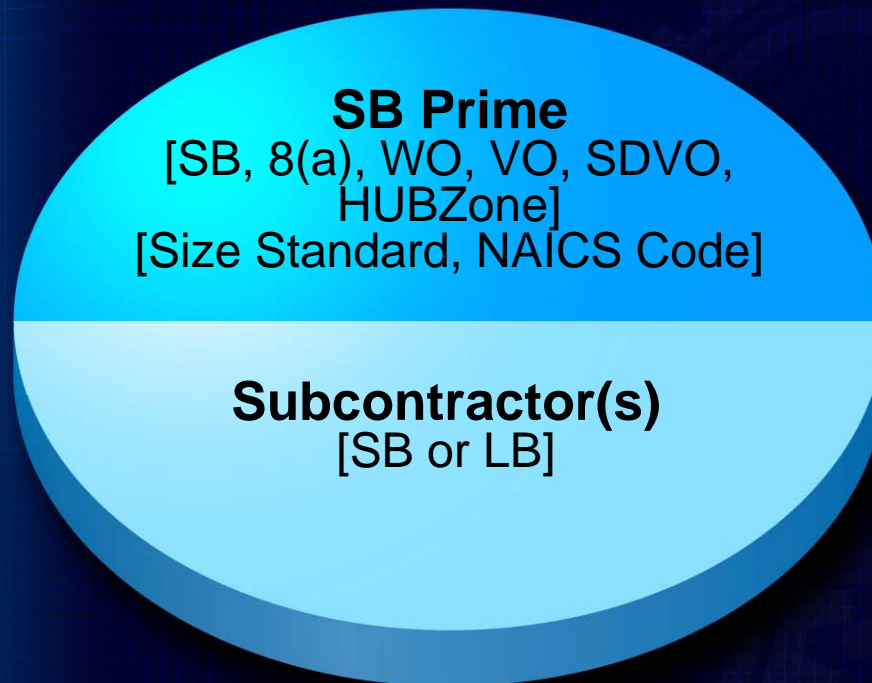 SB Prime
[SB, 8(a), WO, VO, SDVO,
HUBZone]
[Size Standard, NAICS Code]
Subcontractor(s)
[SB or LB]